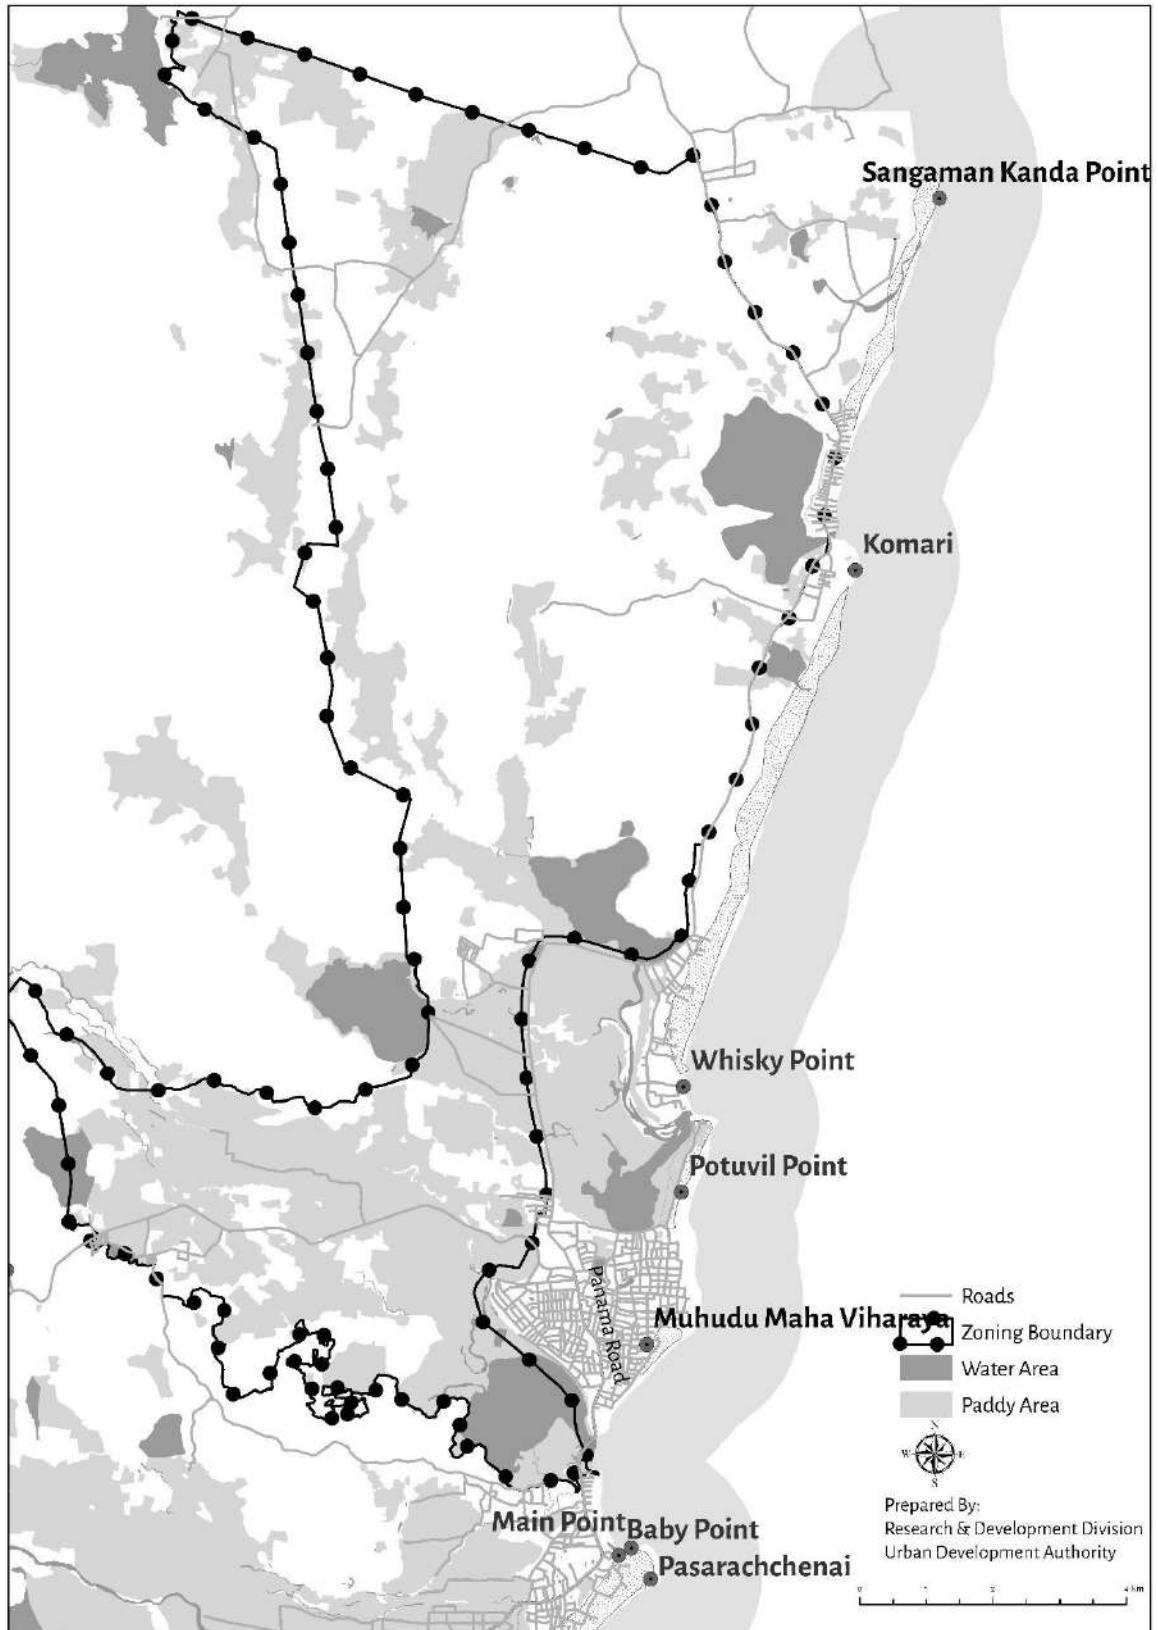 Sangaman Kanda Point
Komari
Whisky Point
Potuvil Point
Panama Road
Muhudu Maha Viharaya
Main Point
Baby Point
Pasarachchenai
Roads
Zoning Boundary
Water Area
Paddy Area
N
W
E
S
Prepared By:
Research & Development Division
Urban Development Authority
0 1 2 4 km